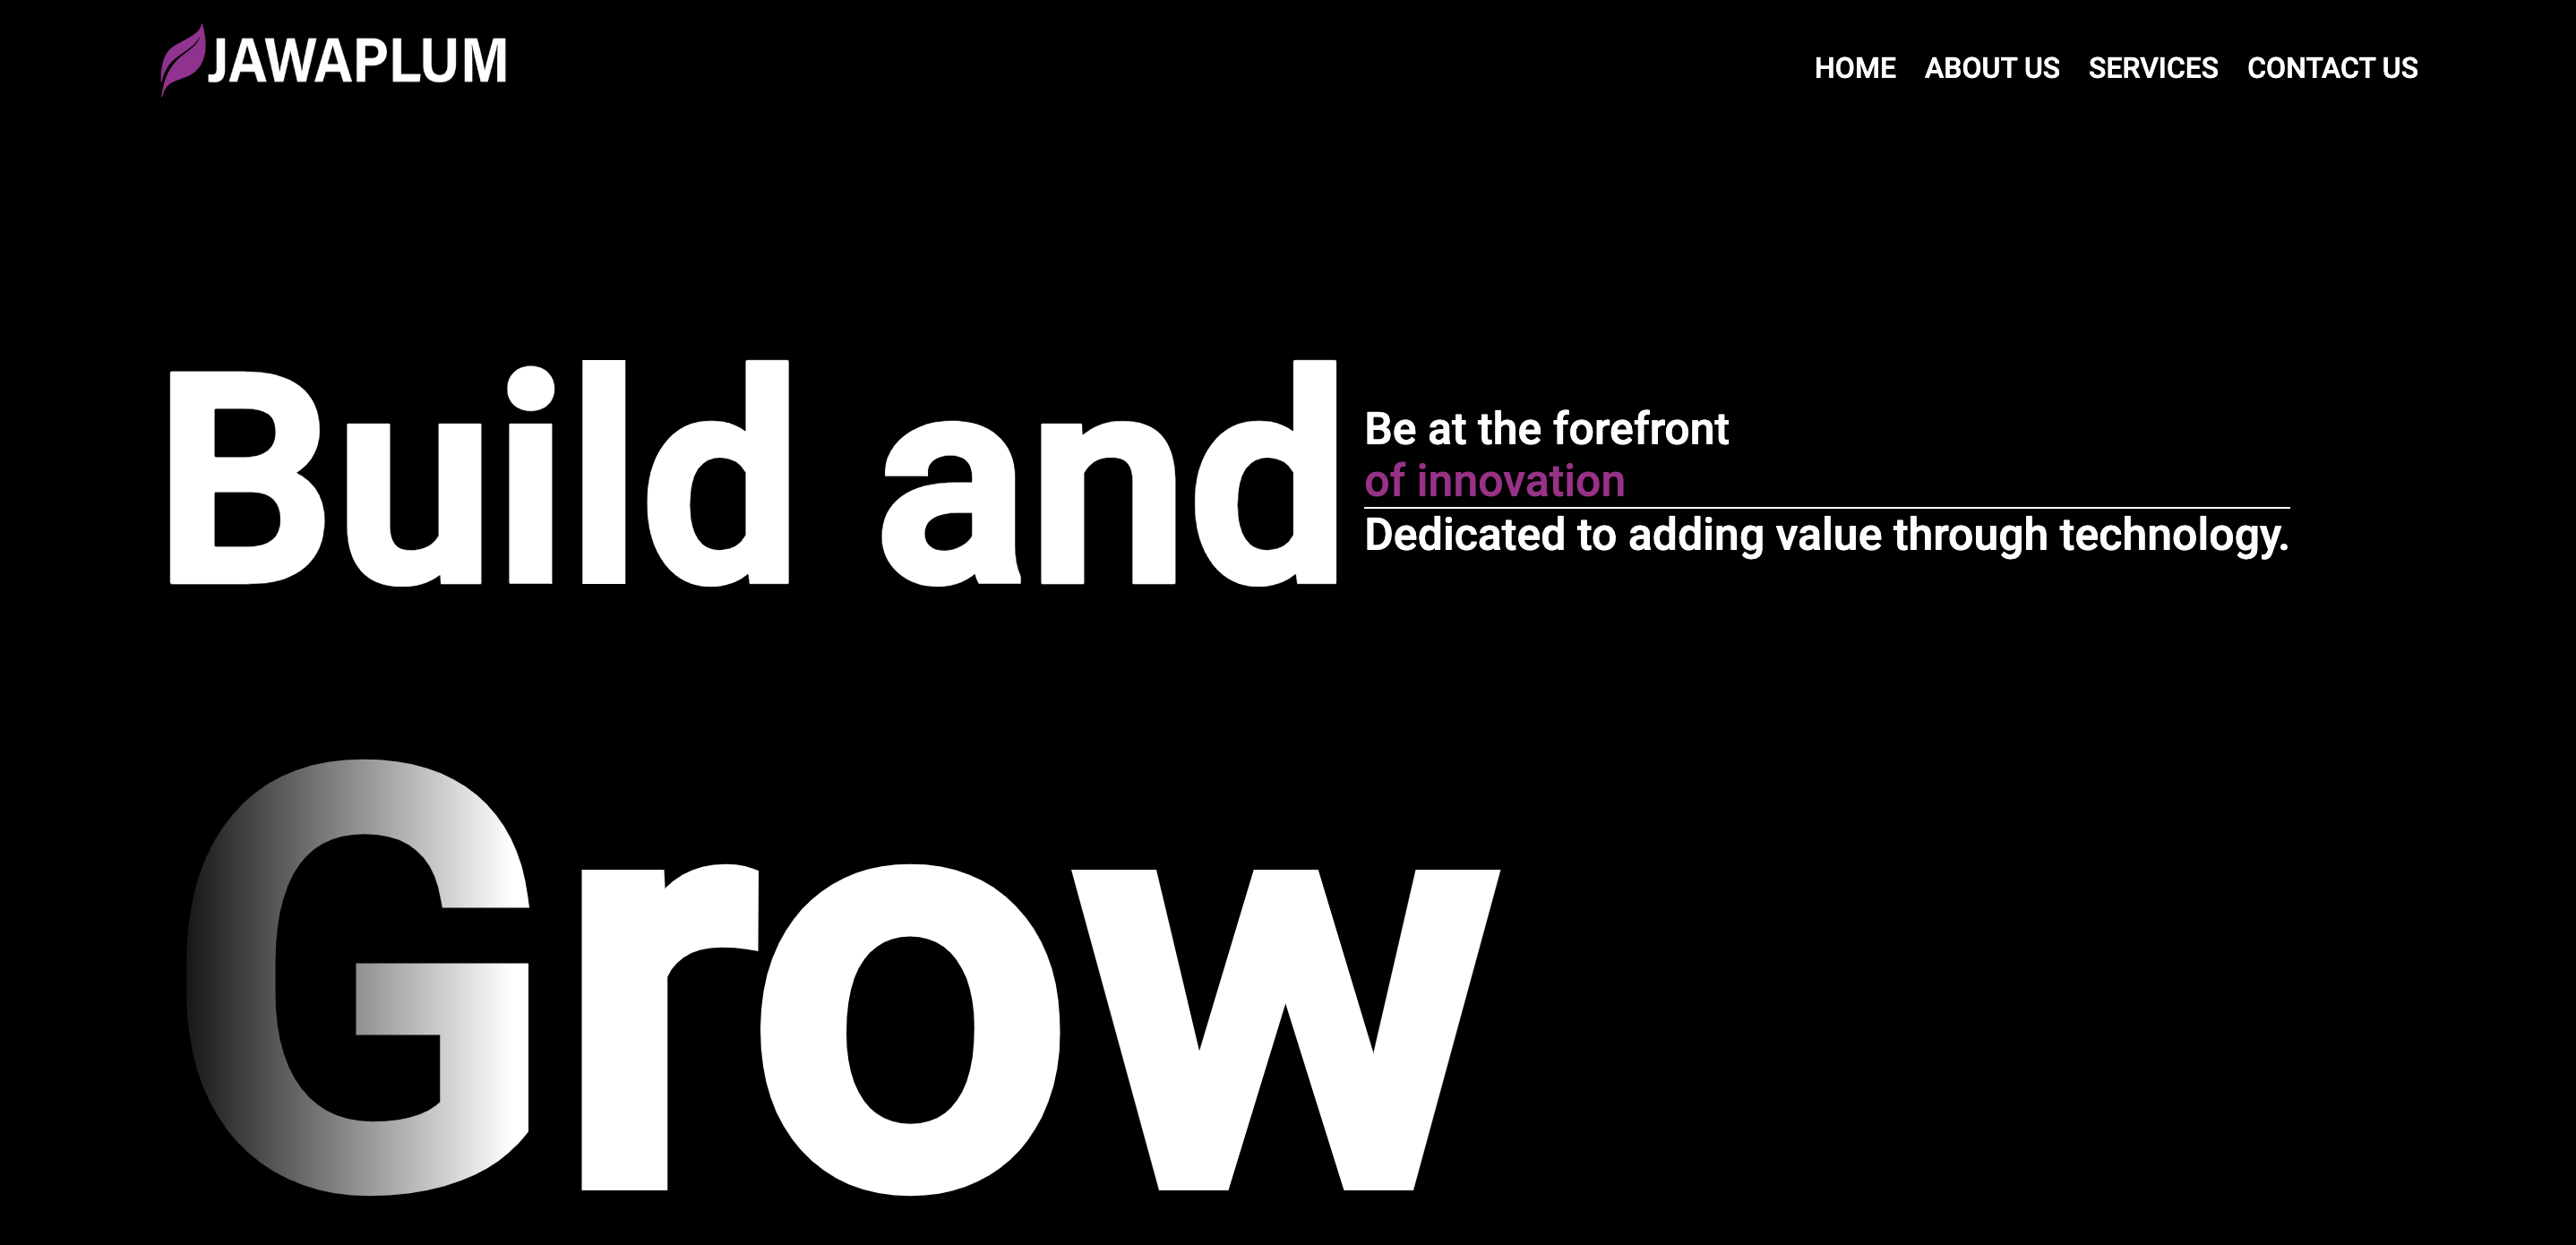 JAWAPLUM
HOME ABOUT US SERVICES CONTACT US
Build and
Be at the forefront
of innovation
Dedicated to adding value through technology.
Grow